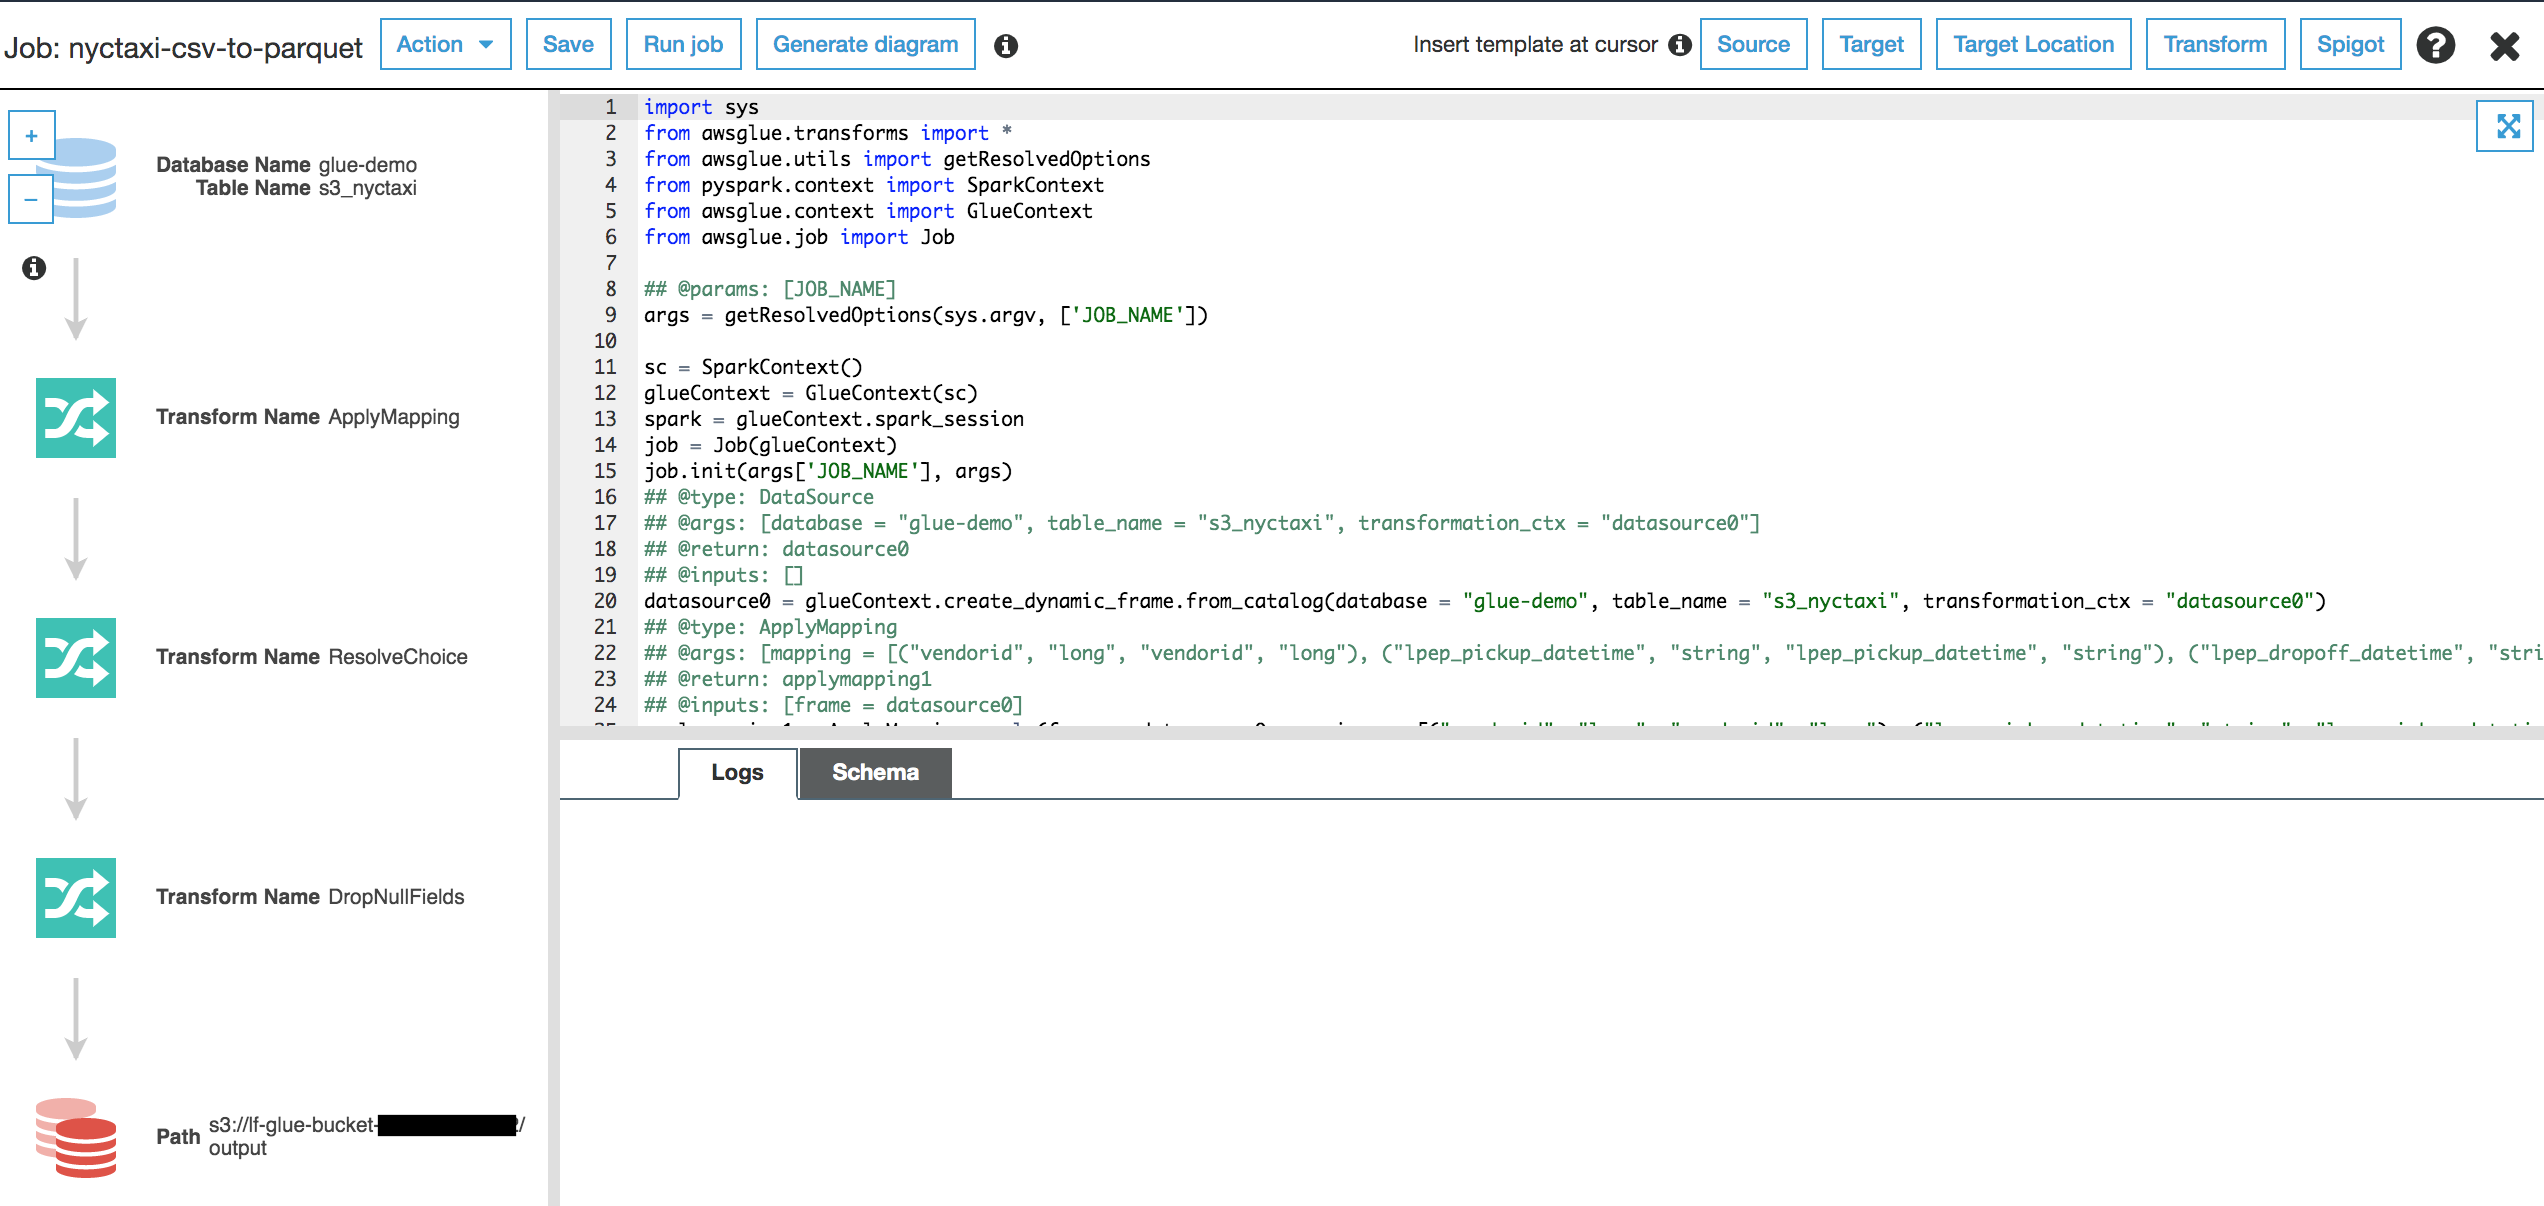 Job: nyctaxi-csv-to-parquet Action Save Run job Generate diagram Insert template at cursor Source Target Target Location Transform Spigot
+
Database Name glue-demo
Table Name s3_nyctaxi
−
Transform Name ApplyMapping
Transform Name ResolveChoice
Transform Name DropNullFields
Path s3://lf-glue-bucket-
output
1 import sys
2 from awsglue.transforms import *
3 from awsglue.utils import getResolvedOptions
4 from pyspark.context import SparkContext
5 from awsglue.context import GlueContext
6 from awsglue.job import Job
7
8 ## @params: [JOB_NAME]
9 args = getResolvedOptions(sys.argv, ['JOB_NAME'])
10
11 sc = SparkContext()
12 glueContext = GlueContext(sc)
13 spark = glueContext.spark_session
14 job = Job(glueContext)
15 job.init(args['JOB_NAME'], args)
16 ## @type: DataSource
17 ## @args: [database = "glue-demo", table_name = "s3_nyctaxi", transformation_ctx = "datasource0"]
18 ## @return: datasource0
19 ## @inputs: []
20 datasource0 = glueContext.create_dynamic_frame.from_catalog(database = "glue-demo", table_name = "s3_nyctaxi", transformation_ctx = "datasource0")
21 ## @type: ApplyMapping
22 ## @args: [mapping = [("vendorid", "long", "vendorid", "long"), ("lpep_pickup_datetime", "string", "lpep_pickup_datetime", "string"), ("lpep_dropoff_datetime", "stri
23 ## @return: applymapping1
24 ## @inputs: [frame = datasource0]
Logs Schema